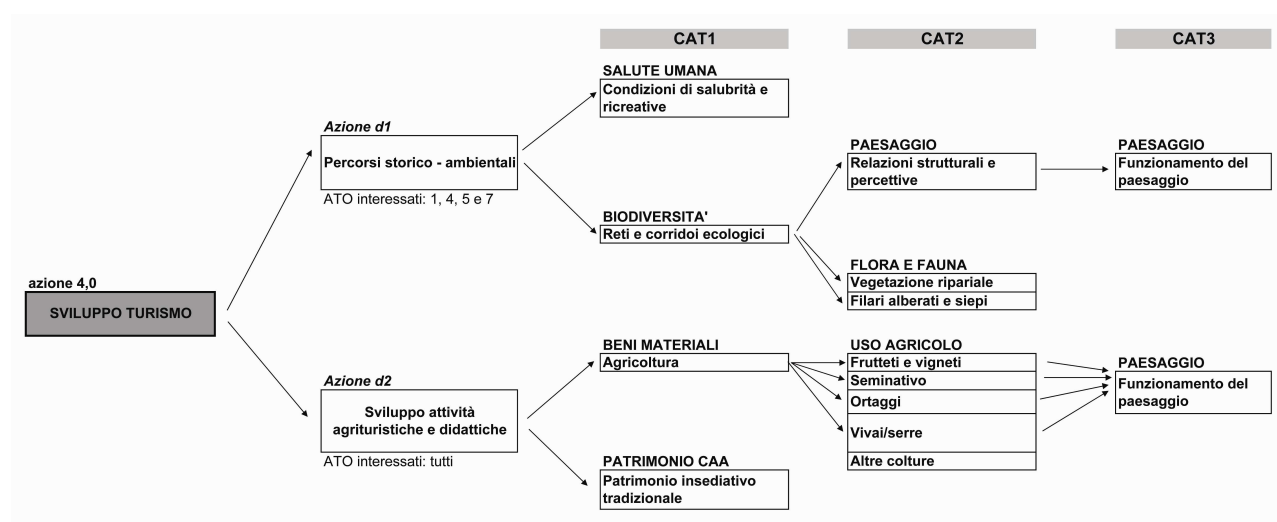 CAT1
CAT2
CAT3
SALUTE UMANA
Condizioni di salubrità e
ricreative
Azione d1
Percorsi storico - ambientali
ATO interessati: 1, 4, 5 e 7
PAESAGGIO
Relazioni strutturali e
percettive
PAESAGGIO
Funzionamento del
paesaggio
BIODIVERSITA'
Reti e corridoi ecologici
FLORA E FAUNA
Vegetazione ripariale
Filari alberati e siepi
azione 4,0
SVILUPPO TURISMO
BENI MATERIALI
Agricoltura
USO AGRICOLO
Frutteti e vigneti
Seminativo
Ortaggi
Vivai/serre
Altre colture
PAESAGGIO
Funzionamento del
paesaggio
Azione d2
Sviluppo attività
agrituristiche e didattiche
ATO interessati: tutti
PATRIMONIO CAA
Patrimonio insediativo
tradizionale